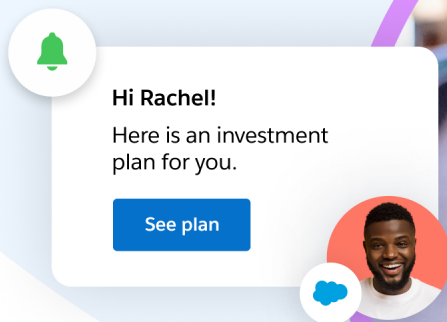 Hi Rachel!
Here is an investment
plan for you.
See plan